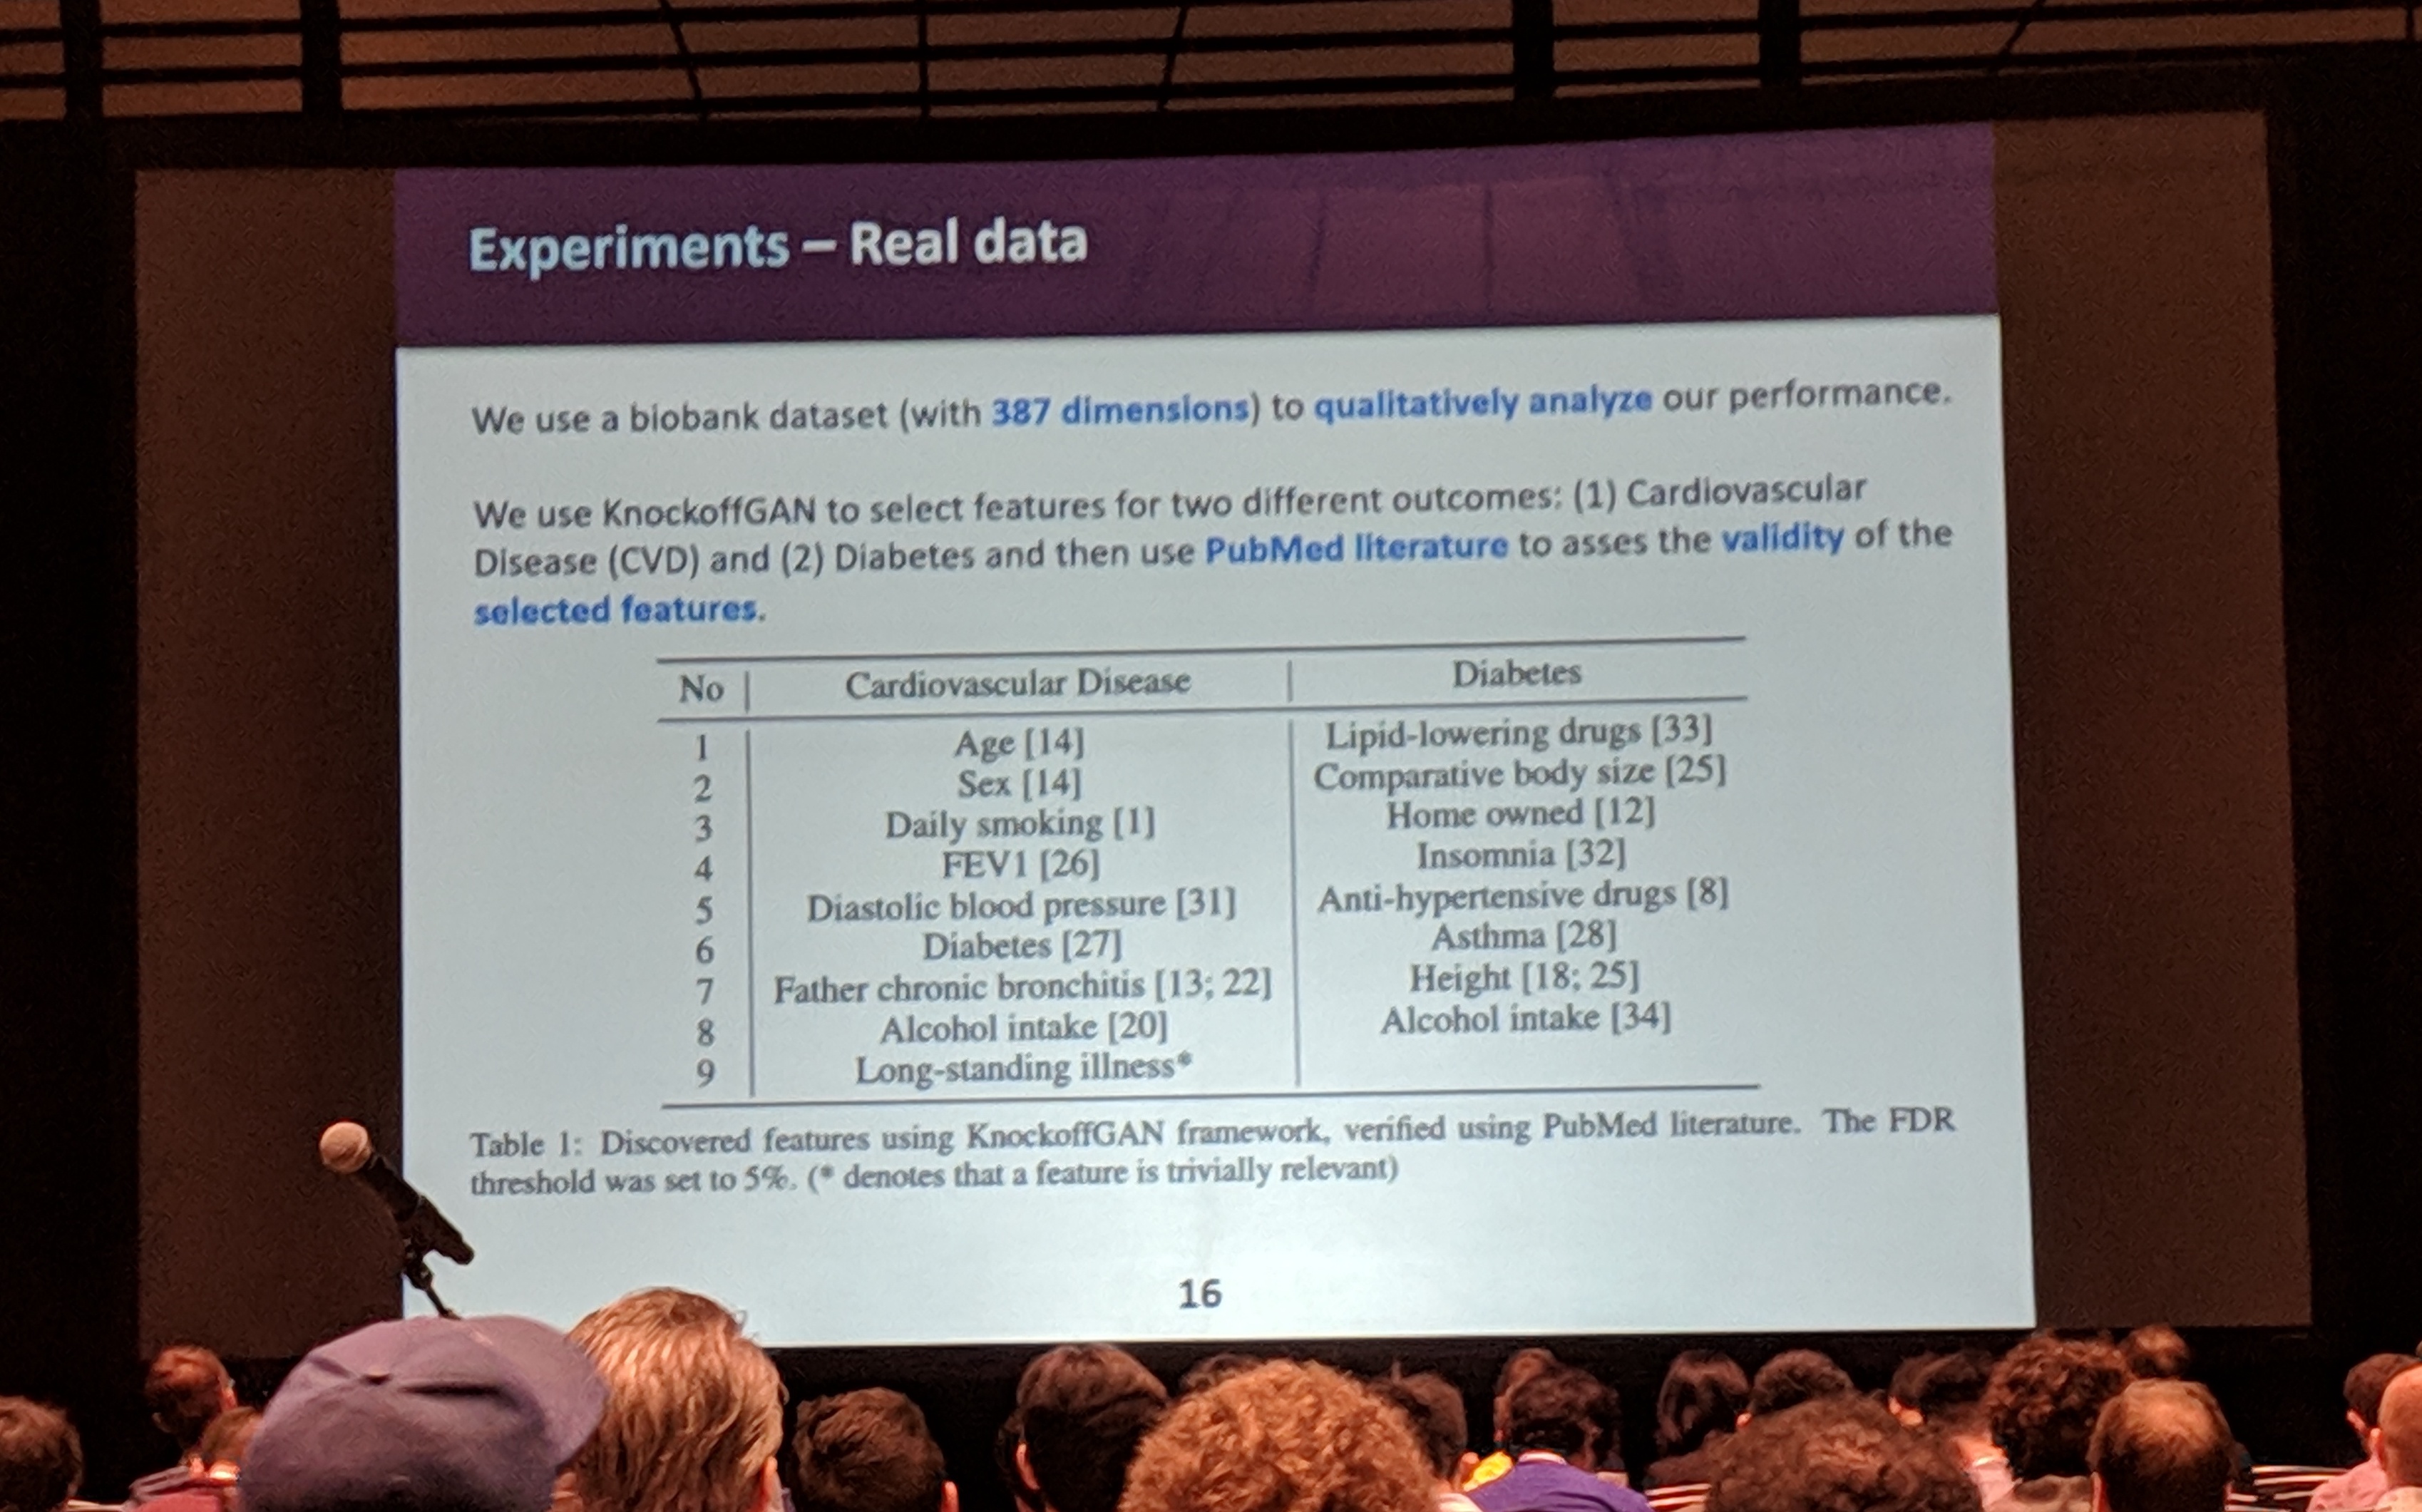 Experiments – Real data
We use a biobank dataset (with 387 dimensions) to qualitatively analyze our performance.
We use KnockoffGAN to select features for two different outcomes: (1) Cardiovascular
Disease (CVD) and (2) Diabetes and then use PubMed literature to asses the validity of the
selected features.
No Cardiovascular Disease Diabetes
1 Age [14] Lipid-lowering drugs [33]
2 Sex [14] Comparative body size [25]
3 Daily smoking [1] Home owned [12]
4 FEV1 [26] Insomnia [32]
5 Diastolic blood pressure [31] Anti-hypertensive drugs [8]
6 Diabetes [27] Asthma [28]
7 Father chronic bronchitis [13; 22] Height [18; 25]
8 Alcohol intake [20] Alcohol intake [34]
9 Long-standing illness*
Table 1: Discovered features using KnockoffGAN framework, verified using PubMed literature. The FDR
threshold was set to 5%. (* denotes that a feature is trivially relevant)
16